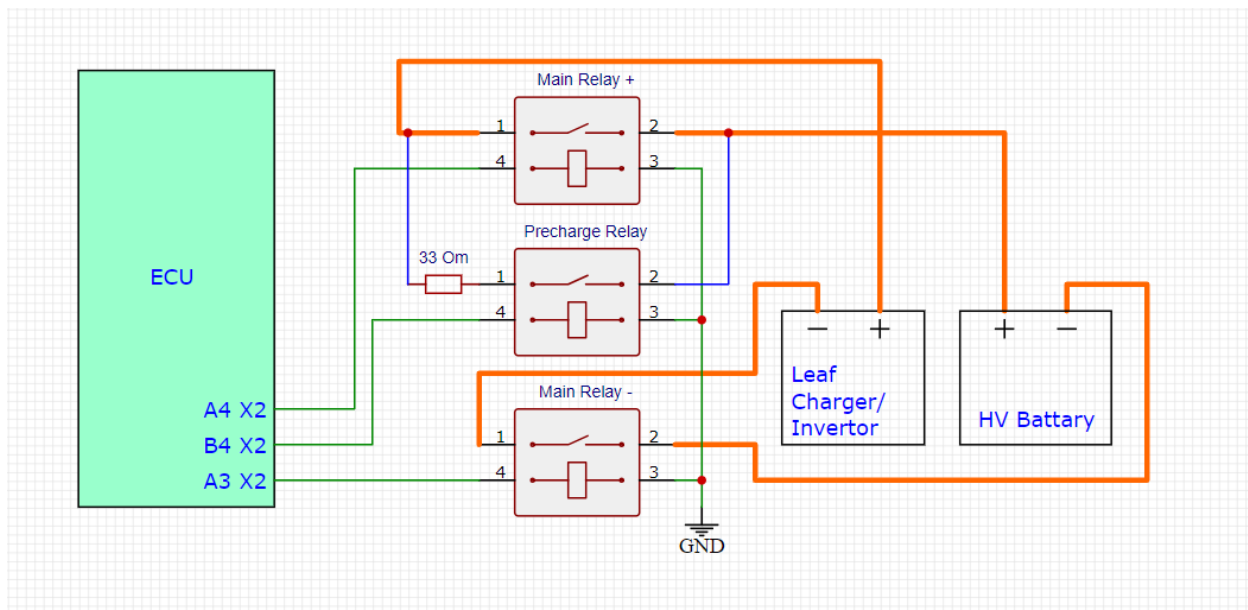 Main Relay +
1
2
4
3
Precharge Relay
33 Om
1
2
4
3
ECU
Main Relay -
1
2
4
3
A4 X2
B4 X2
A3 X2
GND
− +
Leaf
Charger/
Invertor
+ −
HV Battary